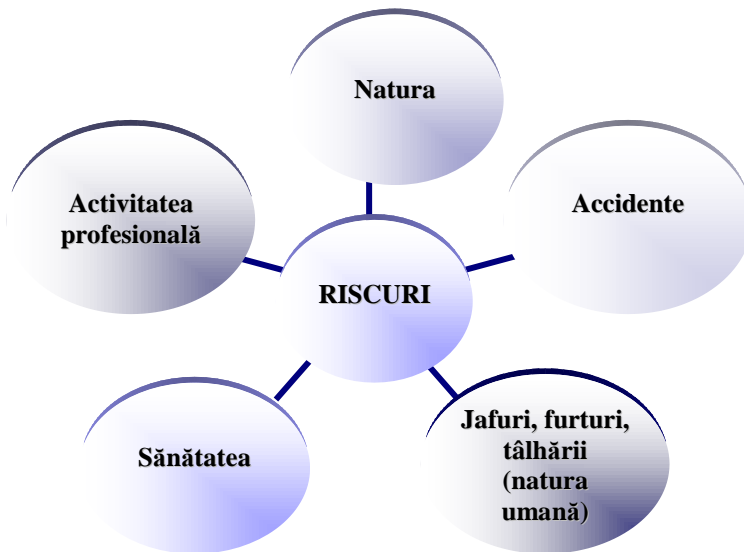 Natura
Activitatea
profesională
Accidente
RISCURI
Sănătatea
Jafuri, furturi,
tâlhării
(natura
umană)